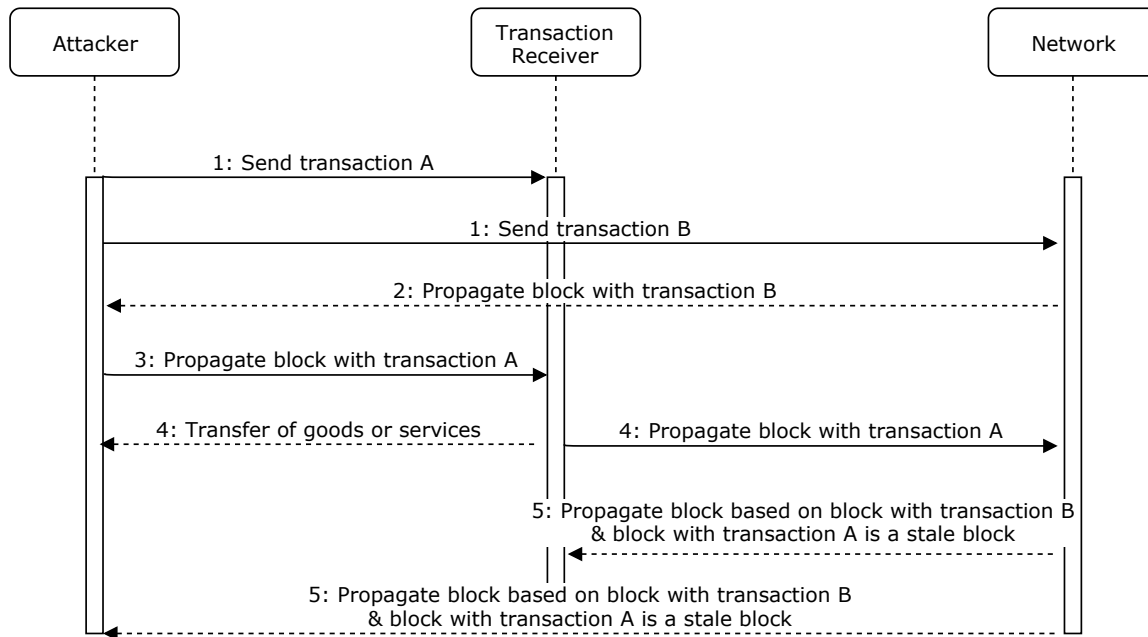 Attacker
Transaction
Receiver
Network
1: Send transaction A
1: Send transaction B
2: Propagate block with transaction B
3: Propagate block with transaction A
4: Transfer of goods or services
4: Propagate block with transaction A
5: Propagate block based on block with transaction B
& block with transaction A is a stale block
5: Propagate block based on block with transaction B
& block with transaction A is a stale block